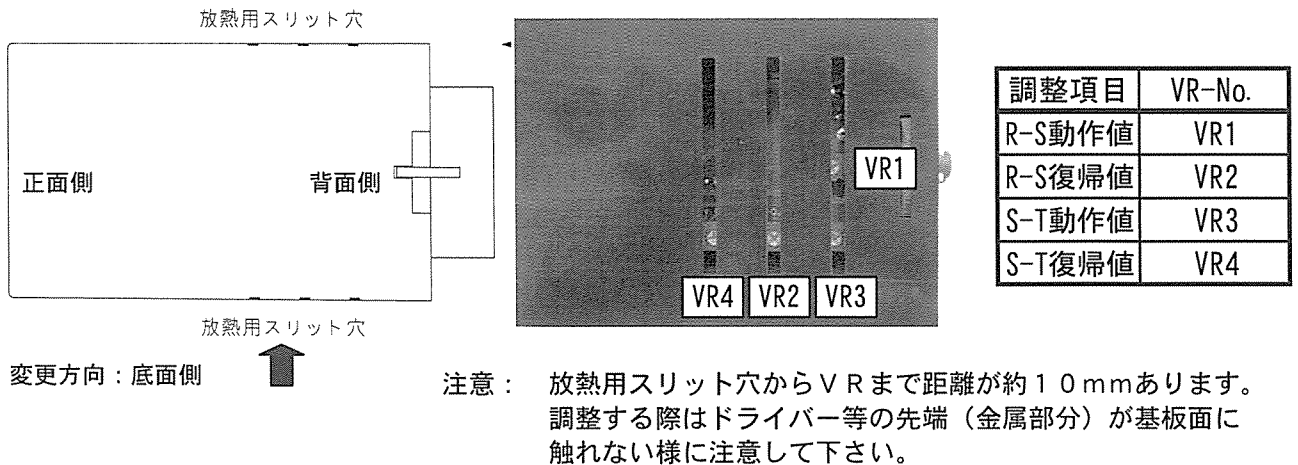 放熱用スリット穴
正面側
背面側
放熱用スリット穴
変更方向：底面側
VR1
VR4 VR2 VR3
調整項目 VR-No.
R-S動作値 VR1
R-S復帰値 VR2
S-T動作値 VR3
S-T復帰値 VR4
注意： 放熱用スリット穴からＶＲまで距離が約１０ｍｍあります。
調整する際はドライバー等の先端（金属部分）が基板面に
触れない様に注意して下さい。